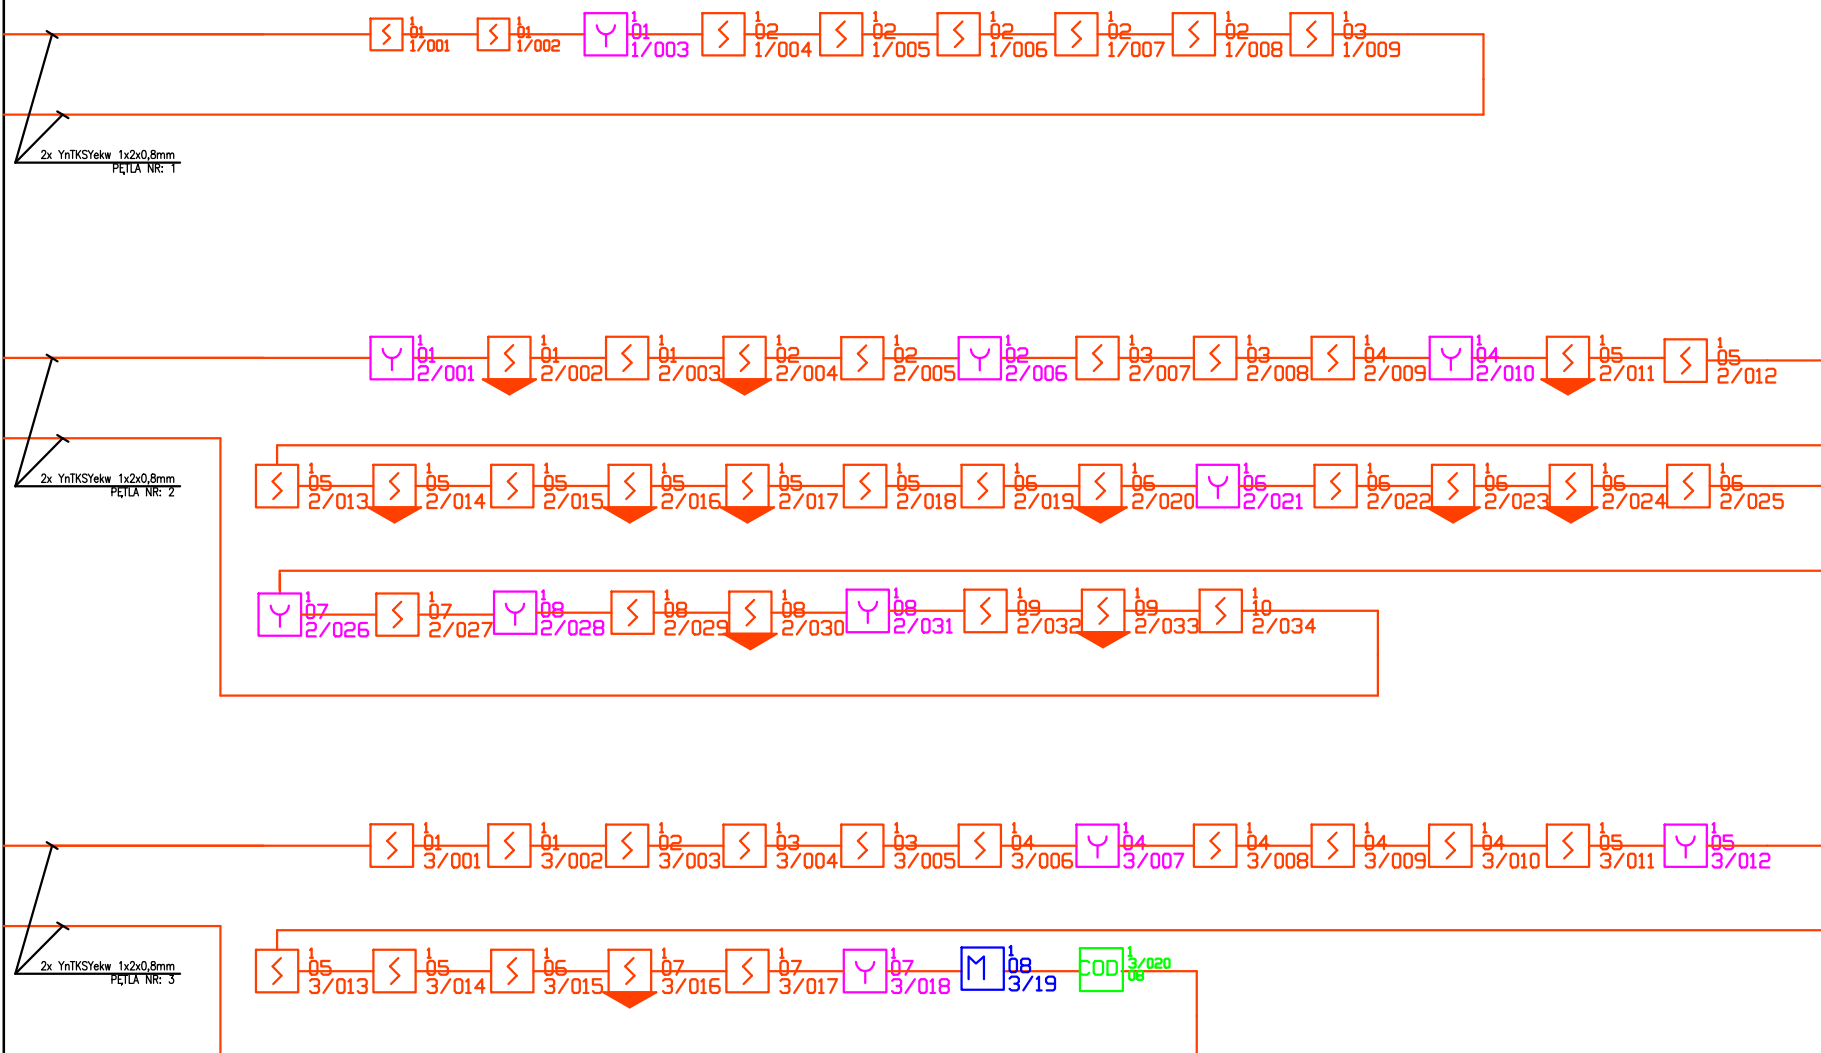 1 01 1/001
1 01 1/002
1 01 1/003
1 02 1/004
1 02 1/005
1 02 1/006
1 02 1/007
1 02 1/008
1 03 1/009
2x YnTKSYekw 1x2x0,8mm
PĘTLA NR: 1
1 01 2/001
1 01 2/002
1 01 2/003
1 02 2/004
1 02 2/005
1 02 2/006
1 03 2/007
1 03 2/008
1 04 2/009
1 04 2/010
1 05 2/011
1 05 2/012
2x YnTKSYekw 1x2x0,8mm
PĘTLA NR: 2
1 05 2/013
1 05 2/014
1 05 2/015
1 05 2/016
1 05 2/017
1 05 2/018
1 06 2/019
1 06 2/020
1 06 2/021
1 06 2/022
1 06 2/023
1 06 2/024
1 06 2/025
1 07 2/026
1 07 2/027
1 08 2/028
1 08 2/029
1 08 2/030
1 08 2/031
1 09 2/032
1 09 2/033
1 10 2/034
1 01 3/001
1 01 3/002
1 02 3/003
1 03 3/004
1 03 3/005
1 04 3/006
1 04 3/007
1 04 3/008
1 04 3/009
1 04 3/010
1 05 3/011
1 05 3/012
2x YnTKSYekw 1x2x0,8mm
PĘTLA NR: 3
1 05 3/013
1 05 3/014
1 06 3/015
1 07 3/016
1 07 3/017
1 07 3/018
M 1 08 3/19
COD 1 3/020 08